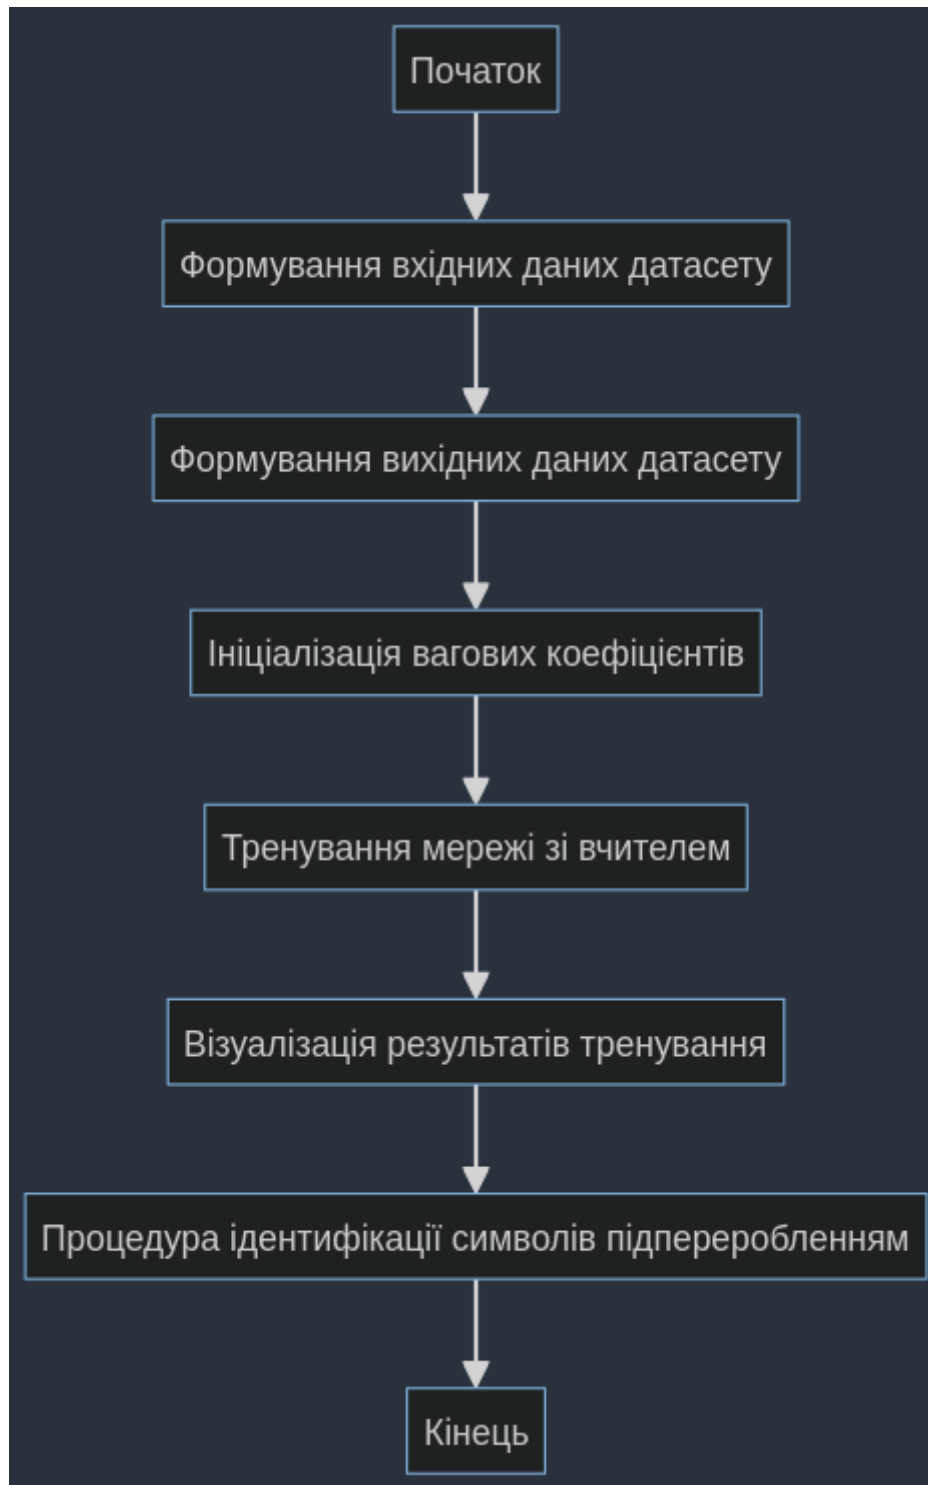 Початок
Формування вхідних даних датасету
Формування вихідних даних датасету
Ініціалізація вагових коефіцієнтів
Тренування мережі зі вчителем
Візуалізація результатів тренування
Процедура ідентифікації символів підпереробленням
Кінець